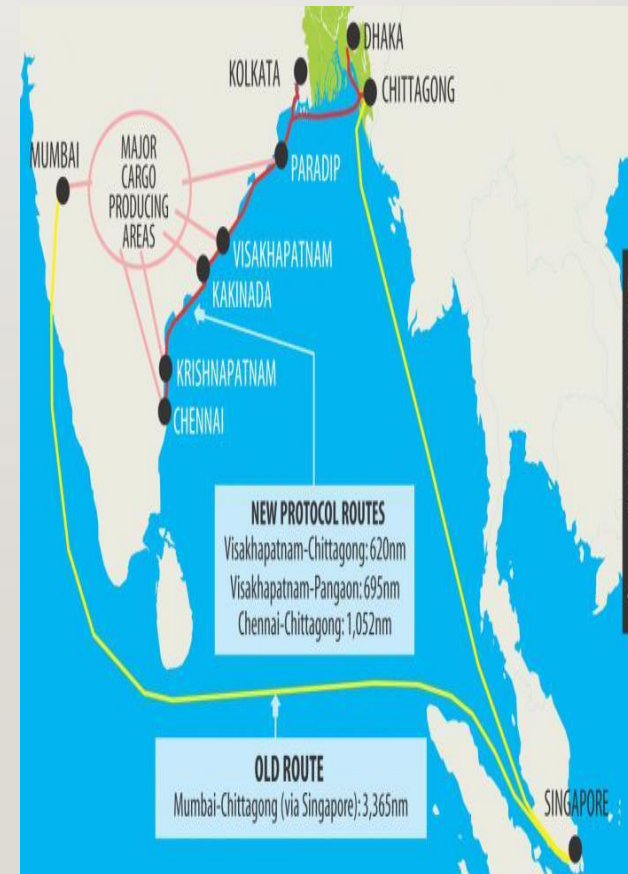 DHAKA
KOLKATA
CHITTAGONG
MUMBAI
MAJOR
CARGO
PRODUCING
AREAS
PARADIP
VISAKHAPATNAM
KAKINADA
KRISHNAPATNAM
CHENNAI
NEW PROTOCOL ROUTES
Visakhapatnam-Chittagong: 620nm
Visakhapatnam-Pangaon: 695nm
Chennai-Chittagong: 1,052nm
OLD ROUTE
Mumbai-Chittagong (via Singapore): 3,365nm
SINGAPORE